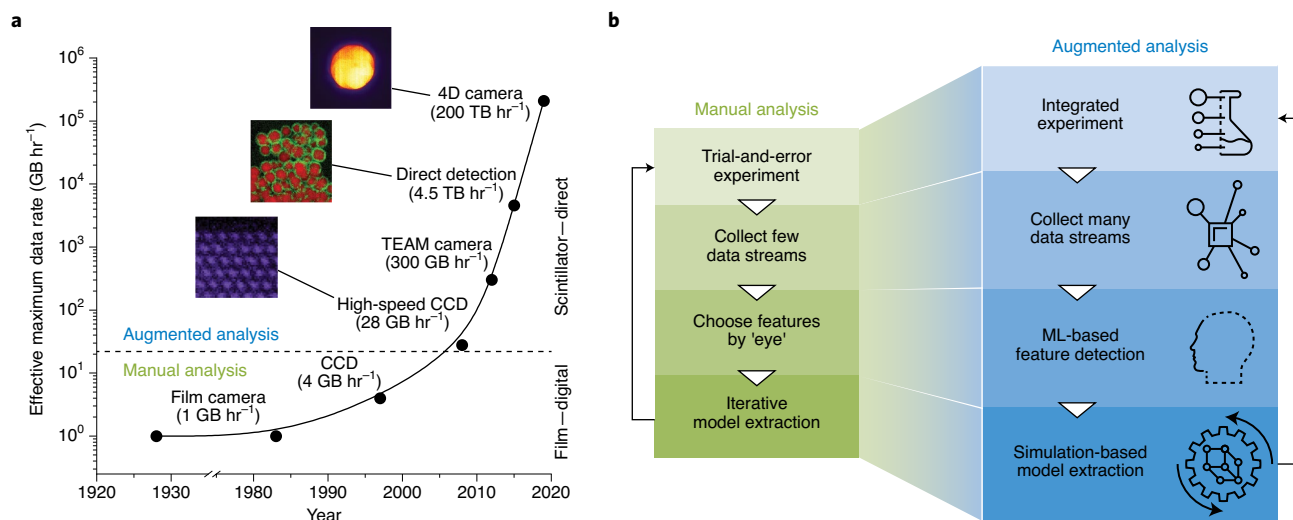 a
Effective maximum data rate (GB hr⁻¹)
10⁶
10⁵
10⁴
10³
10²
10¹
10⁰
4D camera
(200 TB hr⁻¹)
Direct detection
(4.5 TB hr⁻¹)
TEAM camera
(300 GB hr⁻¹)
High-speed CCD
(28 GB hr⁻¹)
Augmented analysis
Manual analysis
CCD
(4 GB hr⁻¹)
Film camera
(1 GB hr⁻¹)
Scintillator—direct
Film—digital
1920 1930 1980 1990 2000 2010 2020
Year
b
Manual analysis
Trial-and-error
experiment
Collect few
data streams
Choose features
by 'eye'
Iterative
model extraction
Augmented analysis
Integrated
experiment
Collect many
data streams
ML-based
feature detection
Simulation-based
model extraction